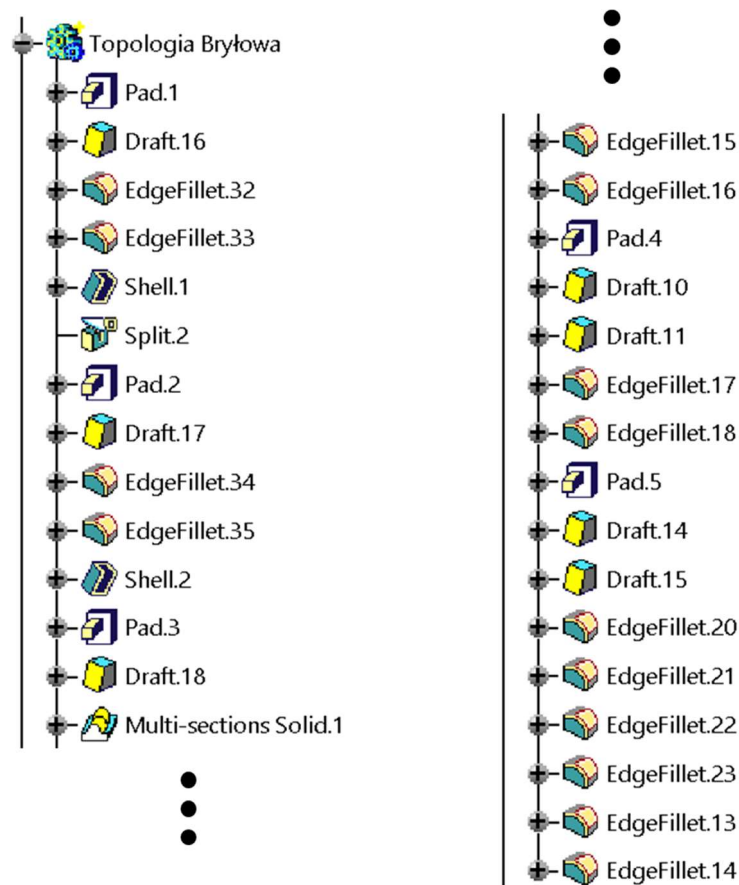 Topologia Bryłowa
Pad.1
Draft.16
EdgeFillet.32
EdgeFillet.33
Shell.1
Split.2
Pad.2
Draft.17
EdgeFillet.34
EdgeFillet.35
Shell.2
Pad.3
Draft.18
Multi-sections Solid.1
EdgeFillet.15
EdgeFillet.16
Pad.4
Draft.10
Draft.11
EdgeFillet.17
EdgeFillet.18
Pad.5
Draft.14
Draft.15
EdgeFillet.20
EdgeFillet.21
EdgeFillet.22
EdgeFillet.23
EdgeFillet.13
EdgeFillet.14